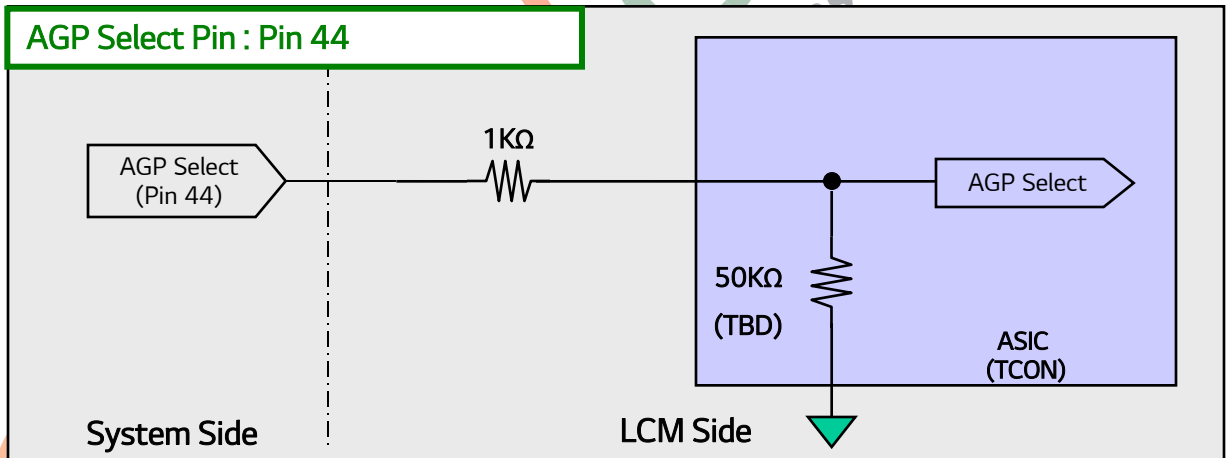 AGP Select Pin : Pin 44
1KΩ
AGP Select
(Pin 44)
AGP Select
50KΩ
(TBD)
ASIC
(TCON)
System Side
LCM Side